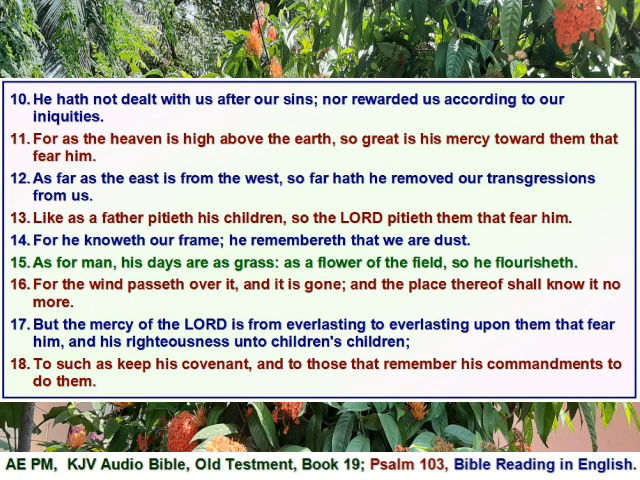 10. He hath not dealt with us after our sins; nor rewarded us according to our
iniquities.
11. For as the heaven is high above the earth, so great is his mercy toward them that
fear him.
12. As far as the east is from the west, so far hath he removed our transgressions
from us.
13. Like as a father pitieth his children, so the LORD pitieth them that fear him.
14. For he knoweth our frame; he remembereth that we are dust.
15. As for man, his days are as grass: as a flower of the field, so he flourisheth.
16. For the wind passeth over it, and it is gone; and the place thereof shall know it no
more.
17. But the mercy of the LORD is from everlasting to everlasting upon them that fear
him, and his righteousness unto children's children;
18. To such as keep his covenant, and to those that remember his commandments to
do them.
AE PM, KJV Audio Bible, Old Testment, Book 19; Psalm 103, Bible Reading in English.